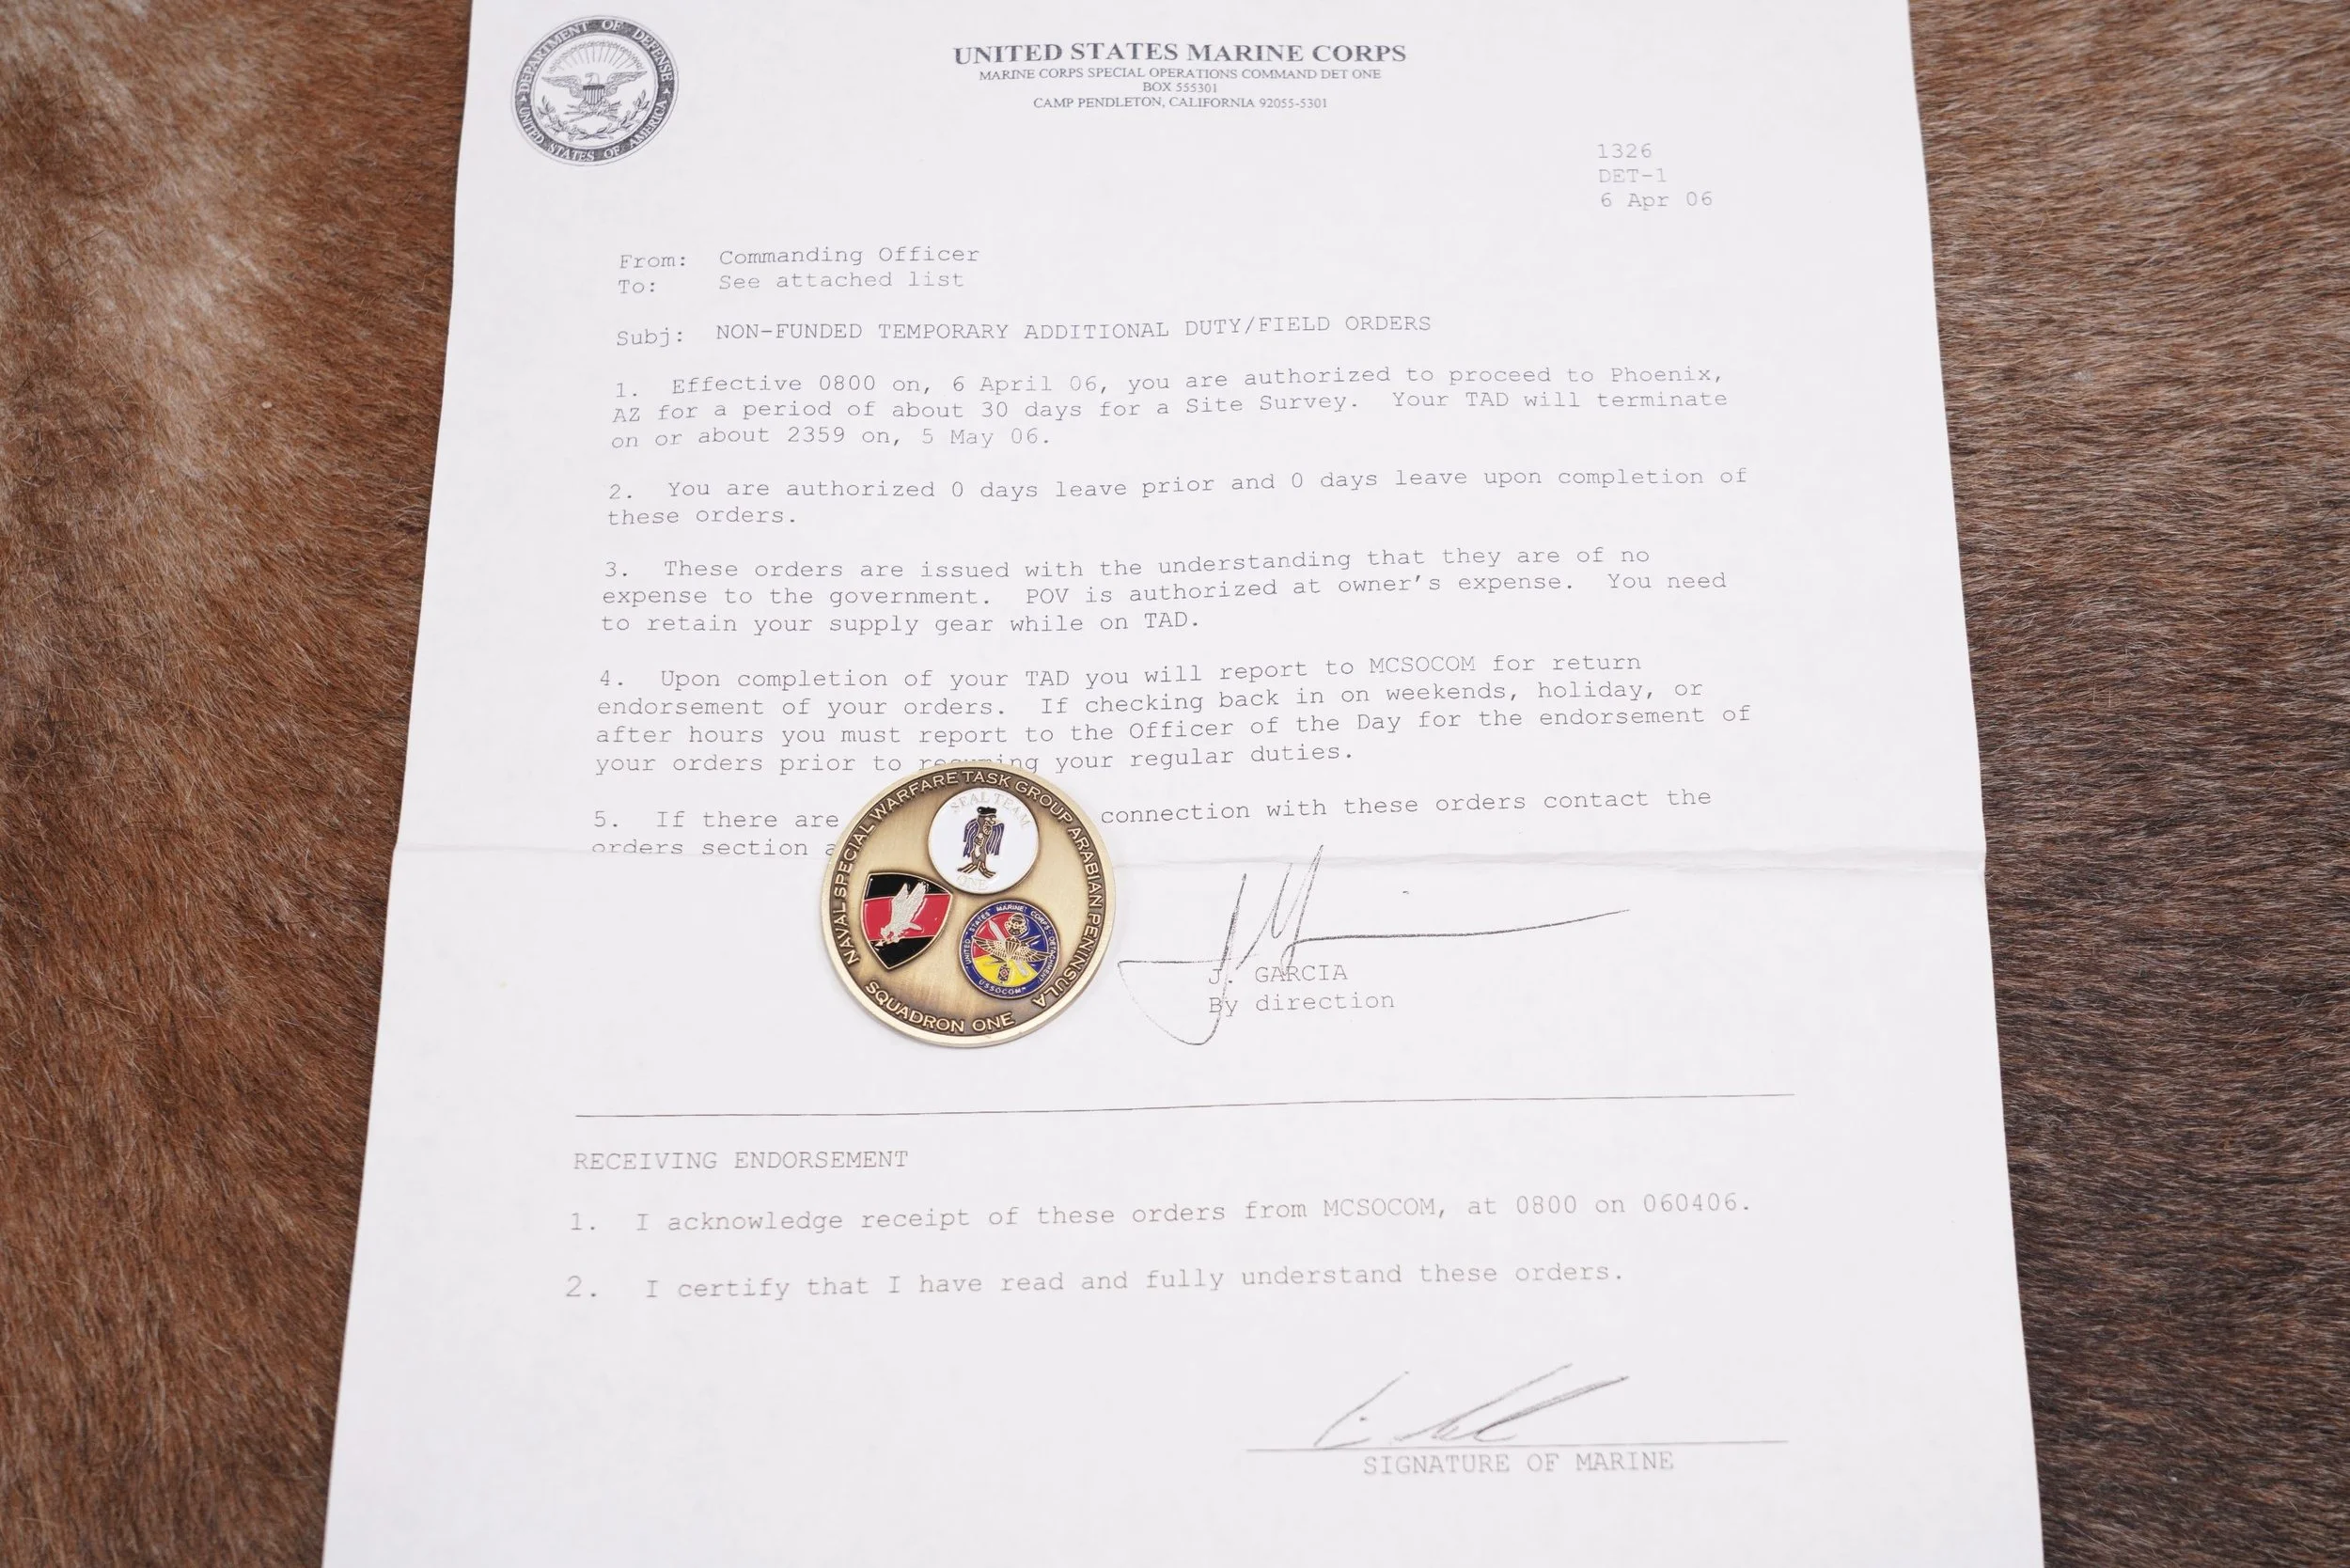 DEPARTMENT OF DEFENSE
UNITED STATES OF AMERICA
UNITED STATES MARINE CORPS
MARINE CORPS SPECIAL OPERATIONS COMMAND DET ONE
BOX 555301
CAMP PENDLETON, CALIFORNIA 92055-5301
1326
DET-1
6 Apr 06
From: Commanding Officer
To: See attached list
Subj: NON-FUNDED TEMPORARY ADDITIONAL DUTY/FIELD ORDERS
1. Effective 0800 on, 6 April 06, you are authorized to proceed to Phoenix,
AZ for a period of about 30 days for a Site Survey. Your TAD will terminate
on or about 2359 on, 5 May 06.
2. You are authorized 0 days leave prior and 0 days leave upon completion of
these orders.
3. These orders are issued with the understanding that they are of no
expense to the government. POV is authorized at owner's expense. You need
to retain your supply gear while on TAD.
4. Upon completion of your TAD you will report to MCSOCOM for return
endorsement of your orders. If checking back in on weekends, holiday, or
after hours you must report to the Officer of the Day for the endorsement of
your orders prior to your regular duties.
5. If there are connection with these orders contact the
orders section
NAVAL SPECIAL WARFARE TASK GROUP ARABIAN PENINSULA
SEAL TEAM
ONE
UNITED STATES MARINE CORPS DETACHMENT
USSOCOM
SQUADRON ONE
J. GARCIA
By direction
RECEIVING ENDORSEMENT
1. I acknowledge receipt of these orders from MCSOCOM, at 0800 on 060406.
2. I certify that I have read and fully understand these orders.
SIGNATURE OF MARINE